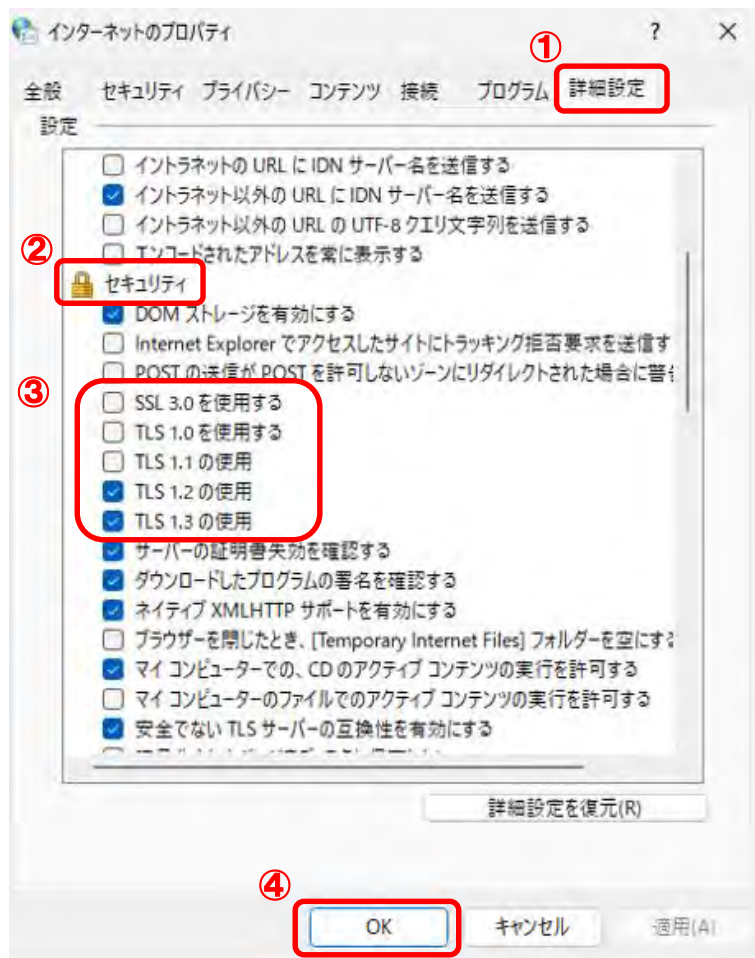 インターネットのプロパティ ? ×
①
全般 セキュリティ プライバシー コンテンツ 接続 プログラム 詳細設定
設定
イントラネットの URL に IDN サーバー名を送信する
イントラネット以外の URL に IDN サーバー名を送信する
イントラネット以外の URL の UTF-8 クエリ文字列を送信する
②
エンコードされたアドレスを常に表示する
セキュリティ
DOM ストレージを有効にする
Internet Explorer でアクセスしたサイトにトラッキング拒否要求を送信す
POST の送信が POST を許可しないゾーンにリダイレクトされた場合に警告
③
SSL 3.0 を使用する
TLS 1.0 を使用する
TLS 1.1 の使用
TLS 1.2 の使用
TLS 1.3 の使用
サーバーの証明書失効を確認する
ダウンロードしたプログラムの署名を確認する
ネイティブ XMLHTTP サポートを有効にする
ブラウザーを閉じたとき、[Temporary Internet Files] フォルダーを空にする
マイ コンピューターでの、CD のアクティブ コンテンツの実行を許可する
マイ コンピューターのファイルでのアクティブ コンテンツの実行を許可する
安全でない TLS サーバーの互換性を有効にする
詳細設定を復元(R)
④
OK キャンセル 適用(A)